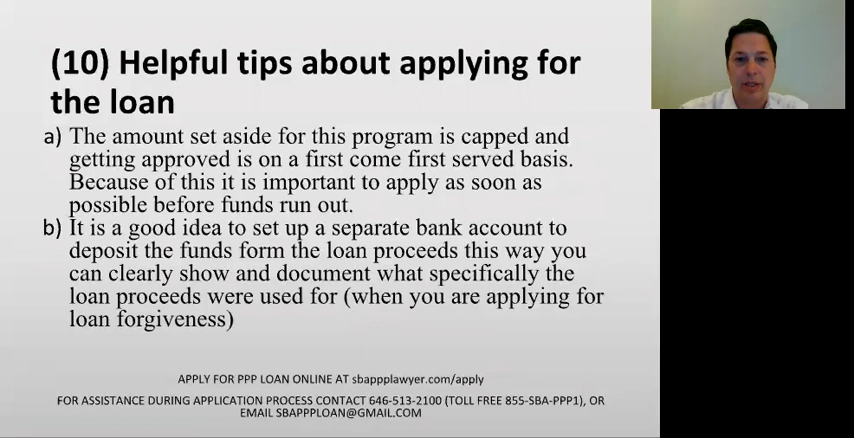 (10) Helpful tips about applying for
the loan
a) The amount set aside for this program is capped and
getting approved is on a first come first served basis.
Because of this it is important to apply as soon as
possible before funds run out.
b) It is a good idea to set up a separate bank account to
deposit the funds form the loan proceeds this way you
can clearly show and document what specifically the
loan proceeds were used for (when you are applying for
loan forgiveness)
APPLY FOR PPP LOAN ONLINE AT sbappplawyer.com/apply
FOR ASSISTANCE DURING APPLICATION PROCESS CONTACT 646-513-2100 (TOLL FREE 855-SBA-PPP1), OR
EMAIL SBAPPPLOAN@GMAIL.COM